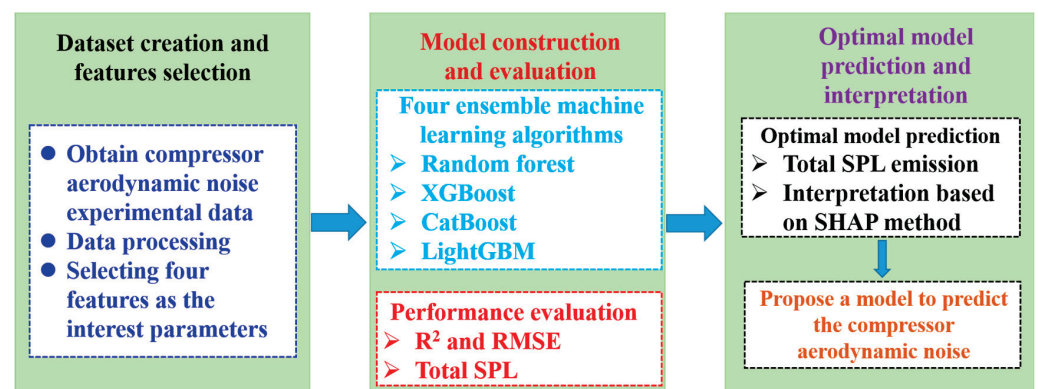 Dataset creation and
features selection
● Obtain compressor
aerodynamic noise
experimental data
● Data processing
● Selecting four
features as the
interest parameters
Model construction
and evaluation
Four ensemble machine
learning algorithms
➢ Random forest
➢ XGBoost
➢ CatBoost
➢ LightGBM
Performance evaluation
➢ R² and RMSE
➢ Total SPL
Optimal model
prediction and
interpretation
Optimal model prediction
➢ Total SPL emission
➢ Interpretation based
on SHAP method
Propose a model to predict
the compressor
aerodynamic noise